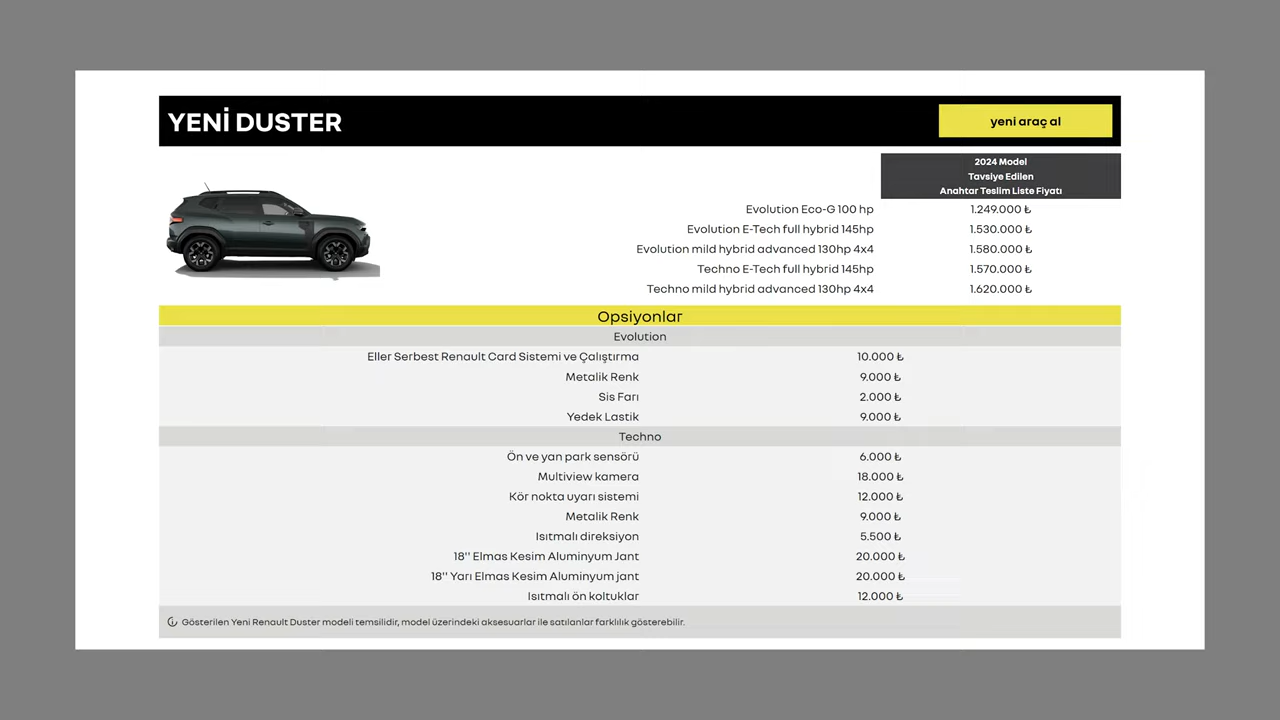 YENİ DUSTER
yeni araç al
2024 Model
Tavsiye Edilen
Anahtar Teslim Liste Fiyatı
Evolution Eco-G 100 hp 1.249.000 ₺
Evolution E-Tech full hybrid 145hp 1.530.000 ₺
Evolution mild hybrid advanced 130hp 4x4 1.580.000 ₺
Techno E-Tech full hybrid 145hp 1.570.000 ₺
Techno mild hybrid advanced 130hp 4x4 1.620.000 ₺
Opsiyonlar
Evolution
Eller Serbest Renault Card Sistemi ve Çalıştırma 10.000 ₺
Metalik Renk 9.000 ₺
Sis Farı 2.000 ₺
Yedek Lastik 9.000 ₺
Techno
Ön ve yan park sensörü 6.000 ₺
Multiview kamera 18.000 ₺
Kör nokta uyarı sistemi 12.000 ₺
Metalik Renk 9.000 ₺
Isıtmalı direksiyon 5.500 ₺
18'' Elmas Kesim Aluminyum Jant 20.000 ₺
18'' Yarı Elmas Kesim Aluminyum jant 20.000 ₺
Isıtmalı ön koltuklar 12.000 ₺
Gösterilen Yeni Renault Duster modeli temsilidir, model üzerindeki aksesuarlar ile satılanlar farklılık gösterebilir.